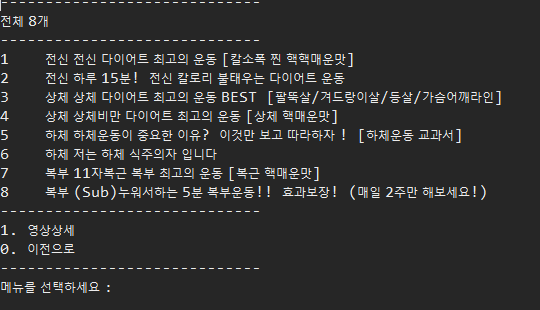 ------------------------------
전체 8개
------------------------------
1 전신 전신 다이어트 최고의 운동 [칼소폭 찐 핵핵매운맛]
2 전신 하루 15분! 전신 칼로리 불태우는 다이어트 운동
3 상체 상체 다이어트 최고의 운동 BEST [팔뚝살/겨드랑이살/등살/가슴어깨라인]
4 상체 상체비만 다이어트 최고의 운동 [상체 핵매운맛]
5 하체 하체운동이 중요한 이유? 이것만 보고 따라하자 ! [하체운동 교과서]
6 하체 저는 하체 식주의자 입니다
7 복부 11자복근 복부 최고의 운동 [복근 핵매운맛]
8 복부 (Sub)누워서하는 5분 복부운동!! 효과보장! (매일 2주만 해보세요!)
------------------------------
1. 영상상세
0. 이전으로
------------------------------
메뉴를 선택하세요 :